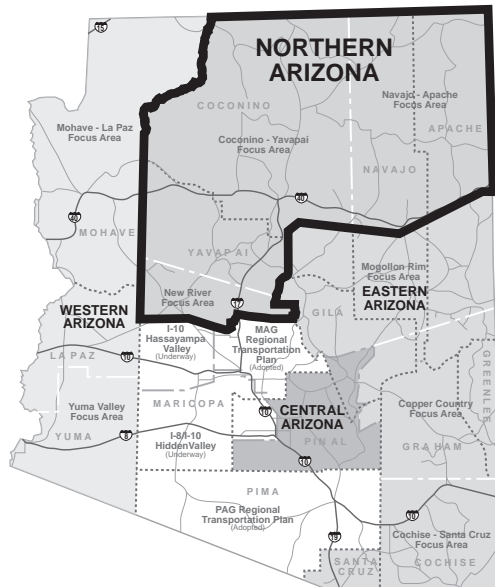 15
NORTHERN
ARIZONA
COCONINO
Navajo - Apache
Focus Area
Mohave - La Paz
Focus Area
APACHE
Coconino - Yavapai
Focus Area
NAVAJO
40
40
MOHAVE
YAVAPAI
Mogollon Rim
Focus Area
New River
Focus Area
17
EASTERN
ARIZONA
WESTERN
ARIZONA
GILA
I-10
Hassayampa
Valley
(Underway)
MAG
Regional
Transportation
Plan
(Adopted)
LA PAZ
10
GREENLEE
MARICOPA
Yuma Valley
Focus Area
10
CENTRAL
ARIZONA
Copper Country
Focus Area
YUMA
8
I-8/I-10
HiddenValley
(Underway)
PINAL
GRAHAM
10
PIMA
PAG Regional
Transportation Plan
(Adopted)
10
19
Cochise - Santa Cruz
Focus Area
SANTA
CRUZ
COCHISE